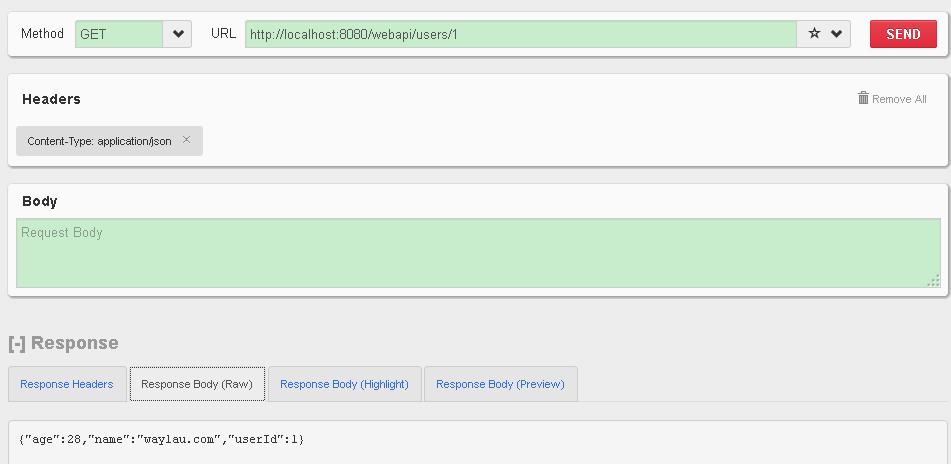 Method GET URL http://localhost:8080/webapi/users/1 SEND
Headers Remove All
Content-Type: application/json ×
Body
Request Body
[-] Response
Response Headers Response Body (Raw) Response Body (Highlight) Response Body (Preview)
{"age":28,"name":"waylau.com","userId":1}